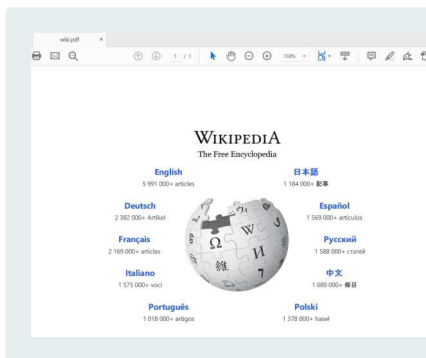 wiki.pdf ×
1 / 1 130%
WIKIPEDIA
The Free Encyclopedia
English
5 991 000+ articles
日本語
1 184 000+ 記事
Deutsch
2 382 000+ Artikel
Español
1 569 000+ artículos
Français
2 169 000+ articles
Русский
1 588 000+ статей
Italiano
1 575 000+ voci
中文
1 089 000+ 條目
Português
1 018 000+ artigos
Polski
1 378 000+ haseł
Ω
W
И
維